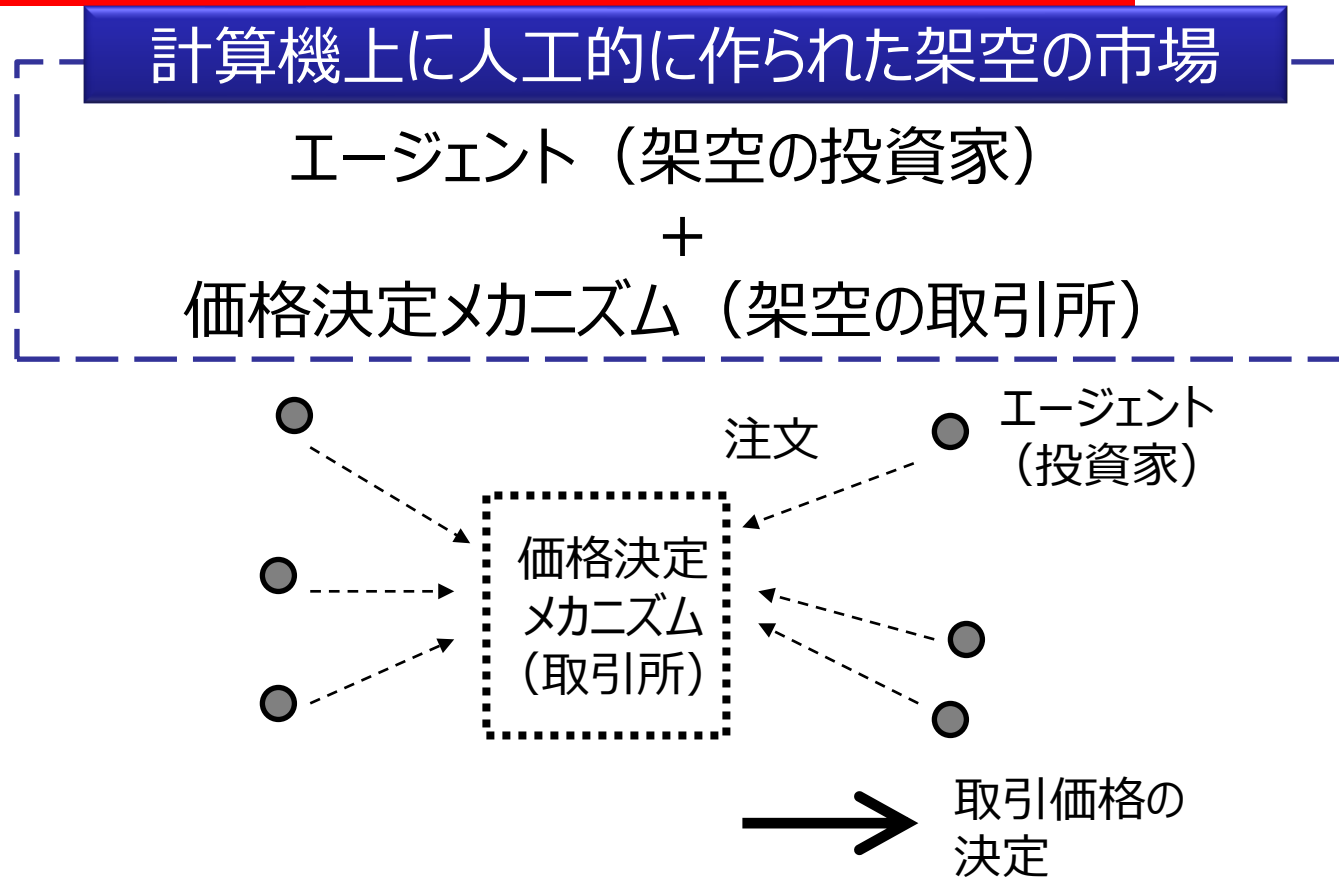 計算機上に人工的に作られた架空の市場
エージェント（架空の投資家）
＋
価格決定メカニズム（架空の取引所）
注文
エージェント
（投資家）
価格決定
メカニズム
（取引所）
取引価格の
決定